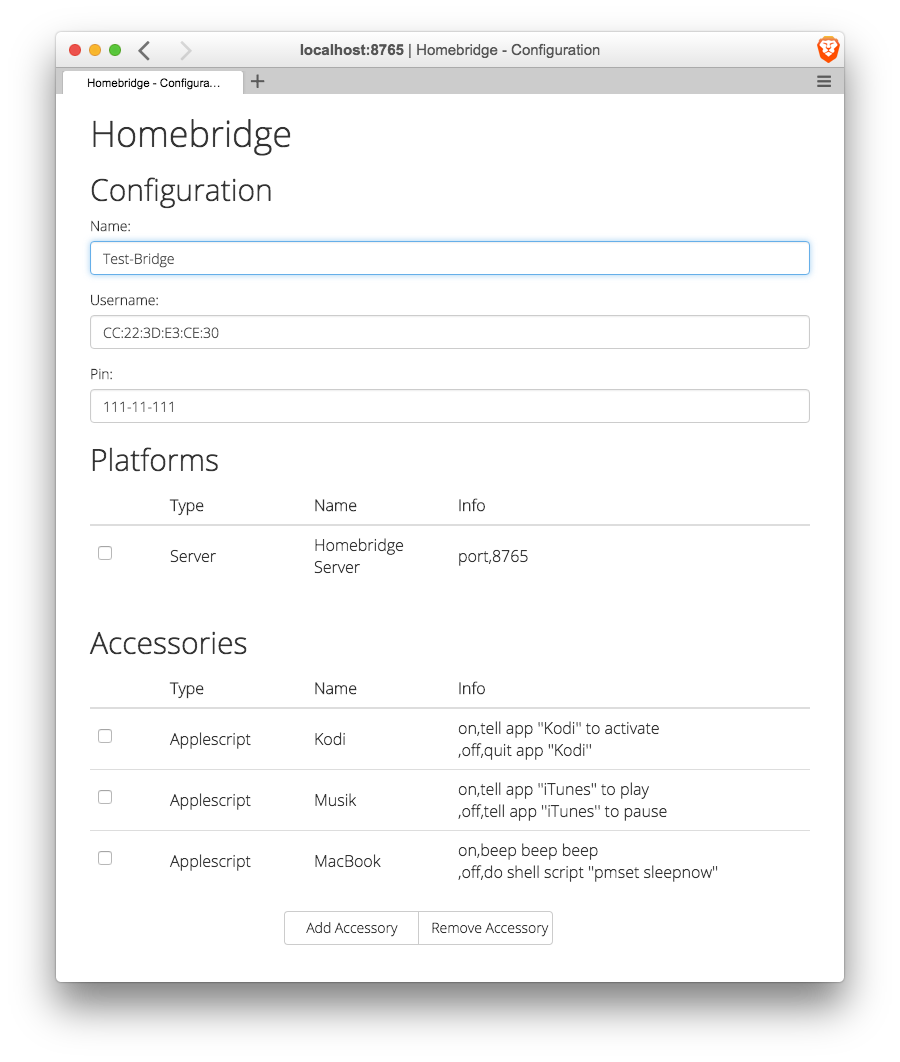 localhost:8765 | Homebridge - Configuration
Homebridge - Configura...
Homebridge
Configuration
Name:
Test-Bridge
Username:
CC:22:3D:E3:CE:30
Pin:
111-11-111
Platforms
Type Name Info
Server Homebridge Server port,8765
Accessories
Type Name Info
Applescript Kodi on,tell app "Kodi" to activate
,off,quit app "Kodi"
Applescript Musik on,tell app "iTunes" to play
,off,tell app "iTunes" to pause
Applescript MacBook on,beep beep beep
,off,do shell script "pmset sleepnow"
Add Accessory Remove Accessory